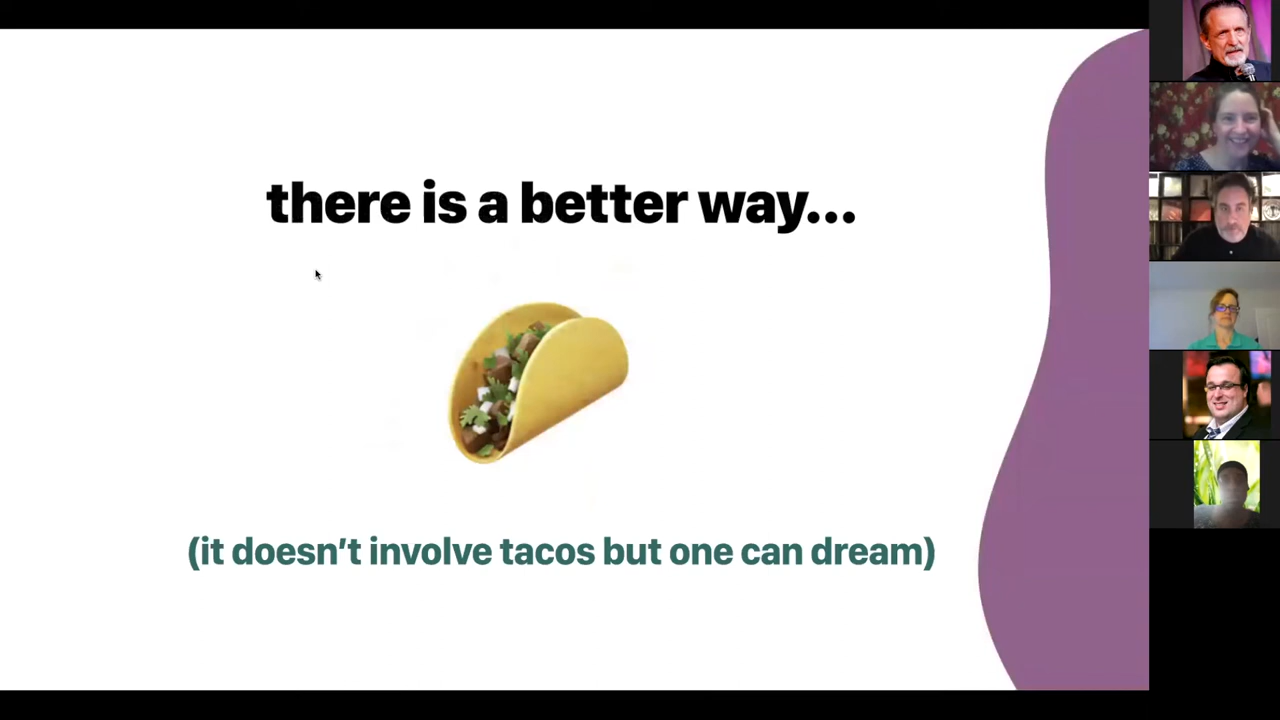 there is a better way...
(it doesn’t involve tacos but one can dream)